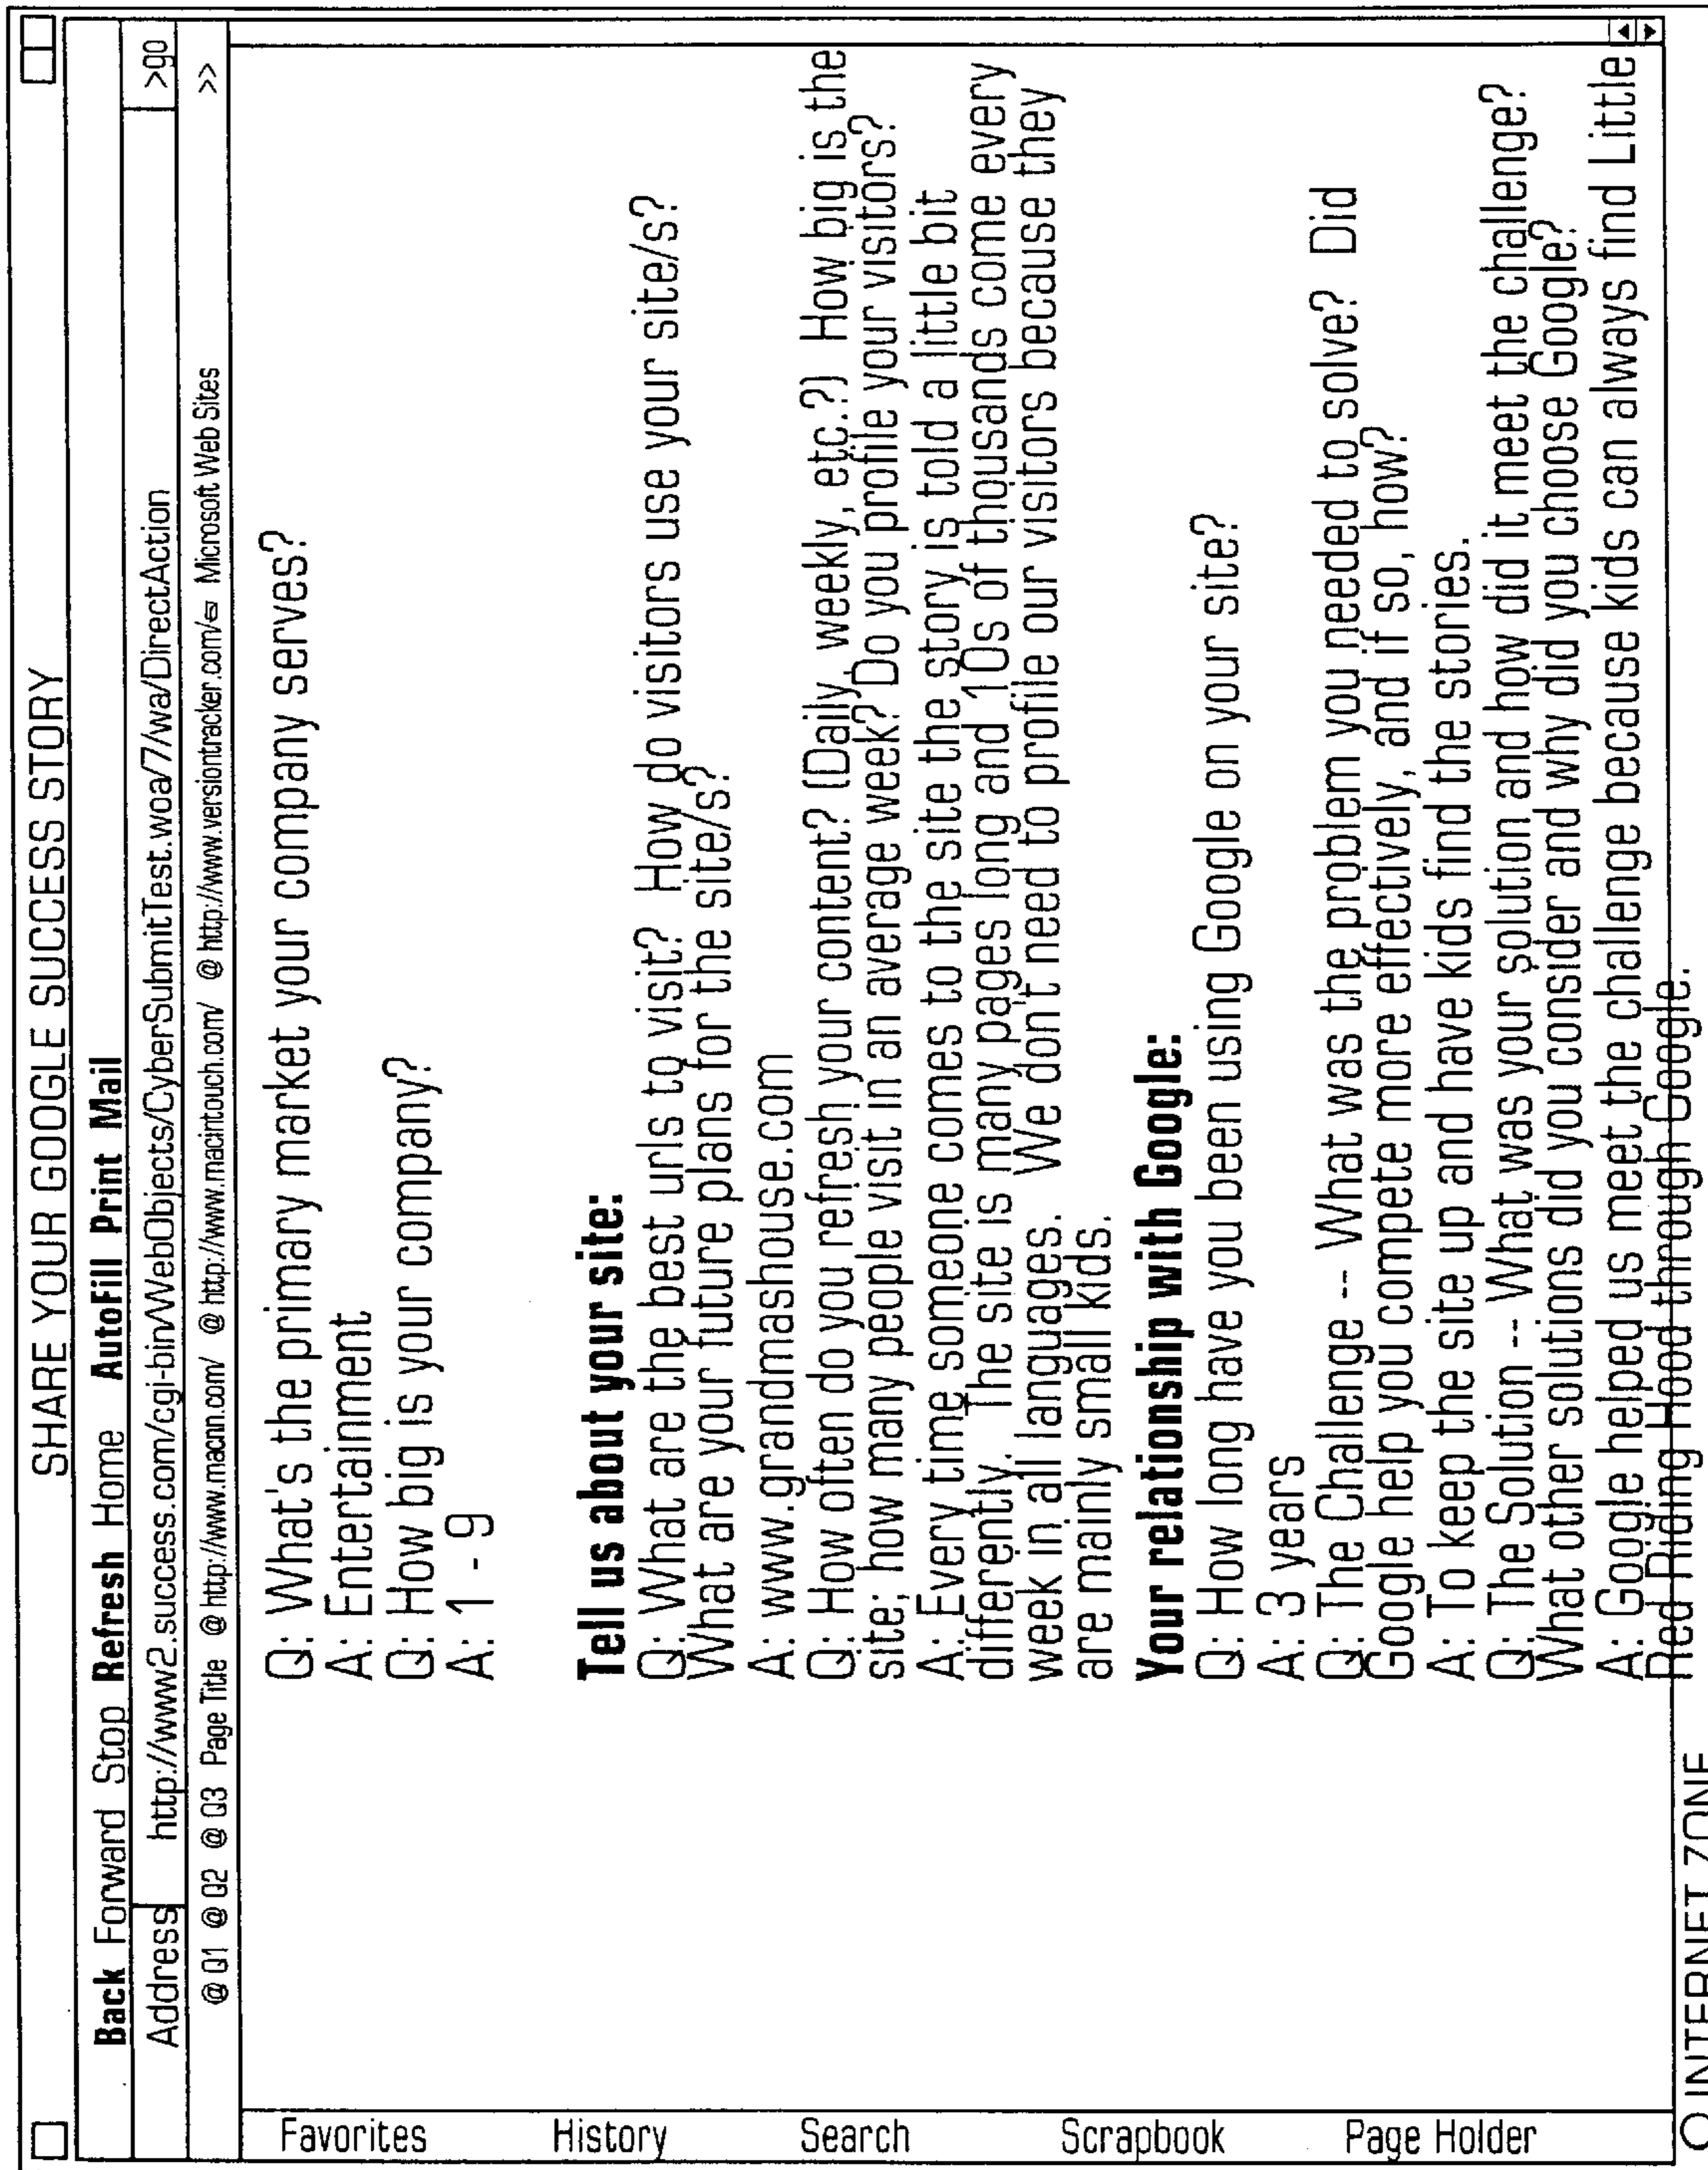 SHARE YOUR GOOGLE SUCCESS STORY
Back Forward Stop Refresh Home AutoFill Print Mail
Address http://www2.success.com/cgi-bin/WebObjects/CyberSubmitTest.woa/7/wa/DirectAction >go
@ Q1 @ Q2 @ Q3 Page Title @ http://www.macnn.com/ @ http://www.macintouch.com/ @ http://www.versiontracker.com/ Microsoft Web Sites >>
Favorites
History
Search
Scrapbook
Page Holder
Q: What's the primary market your company serves?
A: Entertainment
Q: How big is your company?
A: 1 - 9
Tell us about your site:
Q: What are the best urls to visit? How do visitors use your site/s?
What are your future plans for the site/s?
A: www.grandmashouse.com
Q: How often do you refresh your content? (Daily, weekly, etc.?) How big is the
site; how many people visit in an average week? Do you profile your visitors?
A: Every time someone comes to the site the story is told a little bit
differently. The site is many pages long and 10s of thousands come every
week in all languages. We don't need to profile our visitors because they
are mainly small kids.
Your relationship with Google:
Q: How long have you been using Google on your site?
A: 3 years
Q: The Challenge -- What was the problem you needed to solve? Did
Google help you compete more effectively, and if so, how?
A: To keep the site up and have kids find the stories.
Q: The Solution -- What was your solution and how did it meet the challenge?
What other solutions did you consider and why did you choose Google?
A: Google helped us meet the challenge because kids can always find Little
Red Riding Hood through Google.
INTERNET ZONE